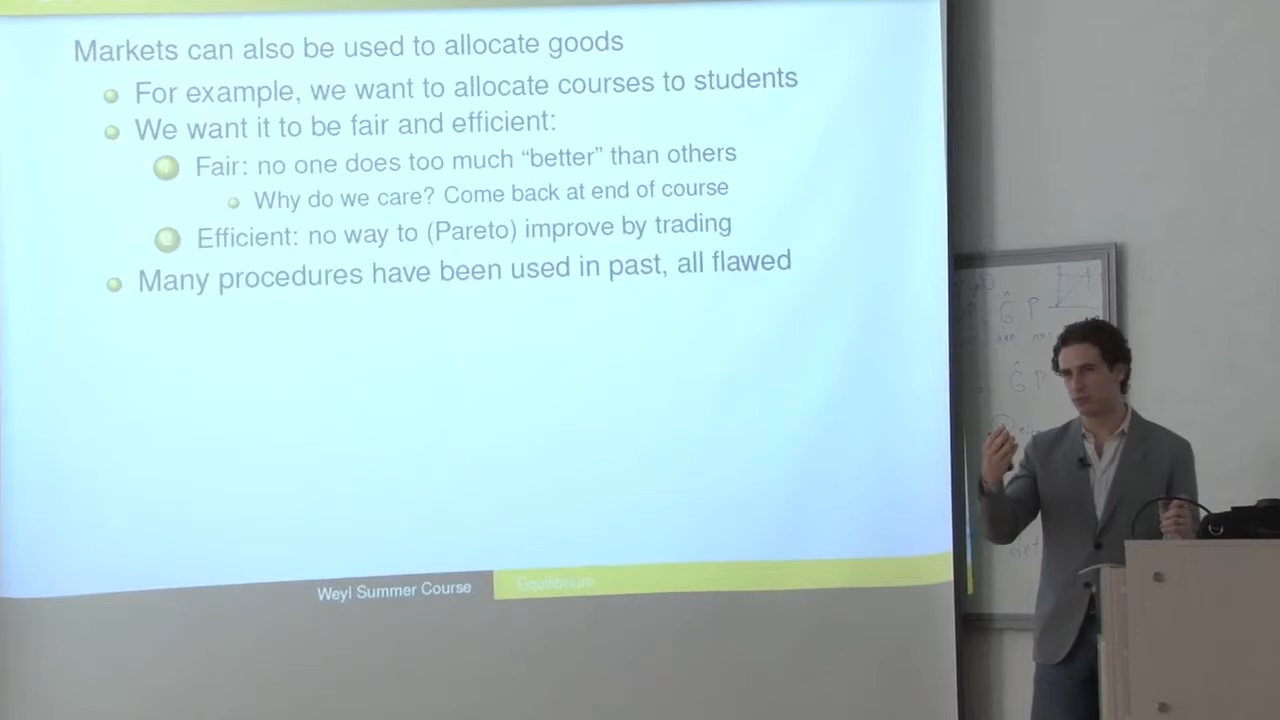 Markets can also be used to allocate goods
For example, we want to allocate courses to students
We want it to be fair and efficient:
Fair: no one does too much “better” than others
Why do we care? Come back at end of course
Efficient: no way to (Pareto) improve by trading
Many procedures have been used in past, all flawed
Weyl Summer Course
Equilibrium
Ĝ P
Ĝ P